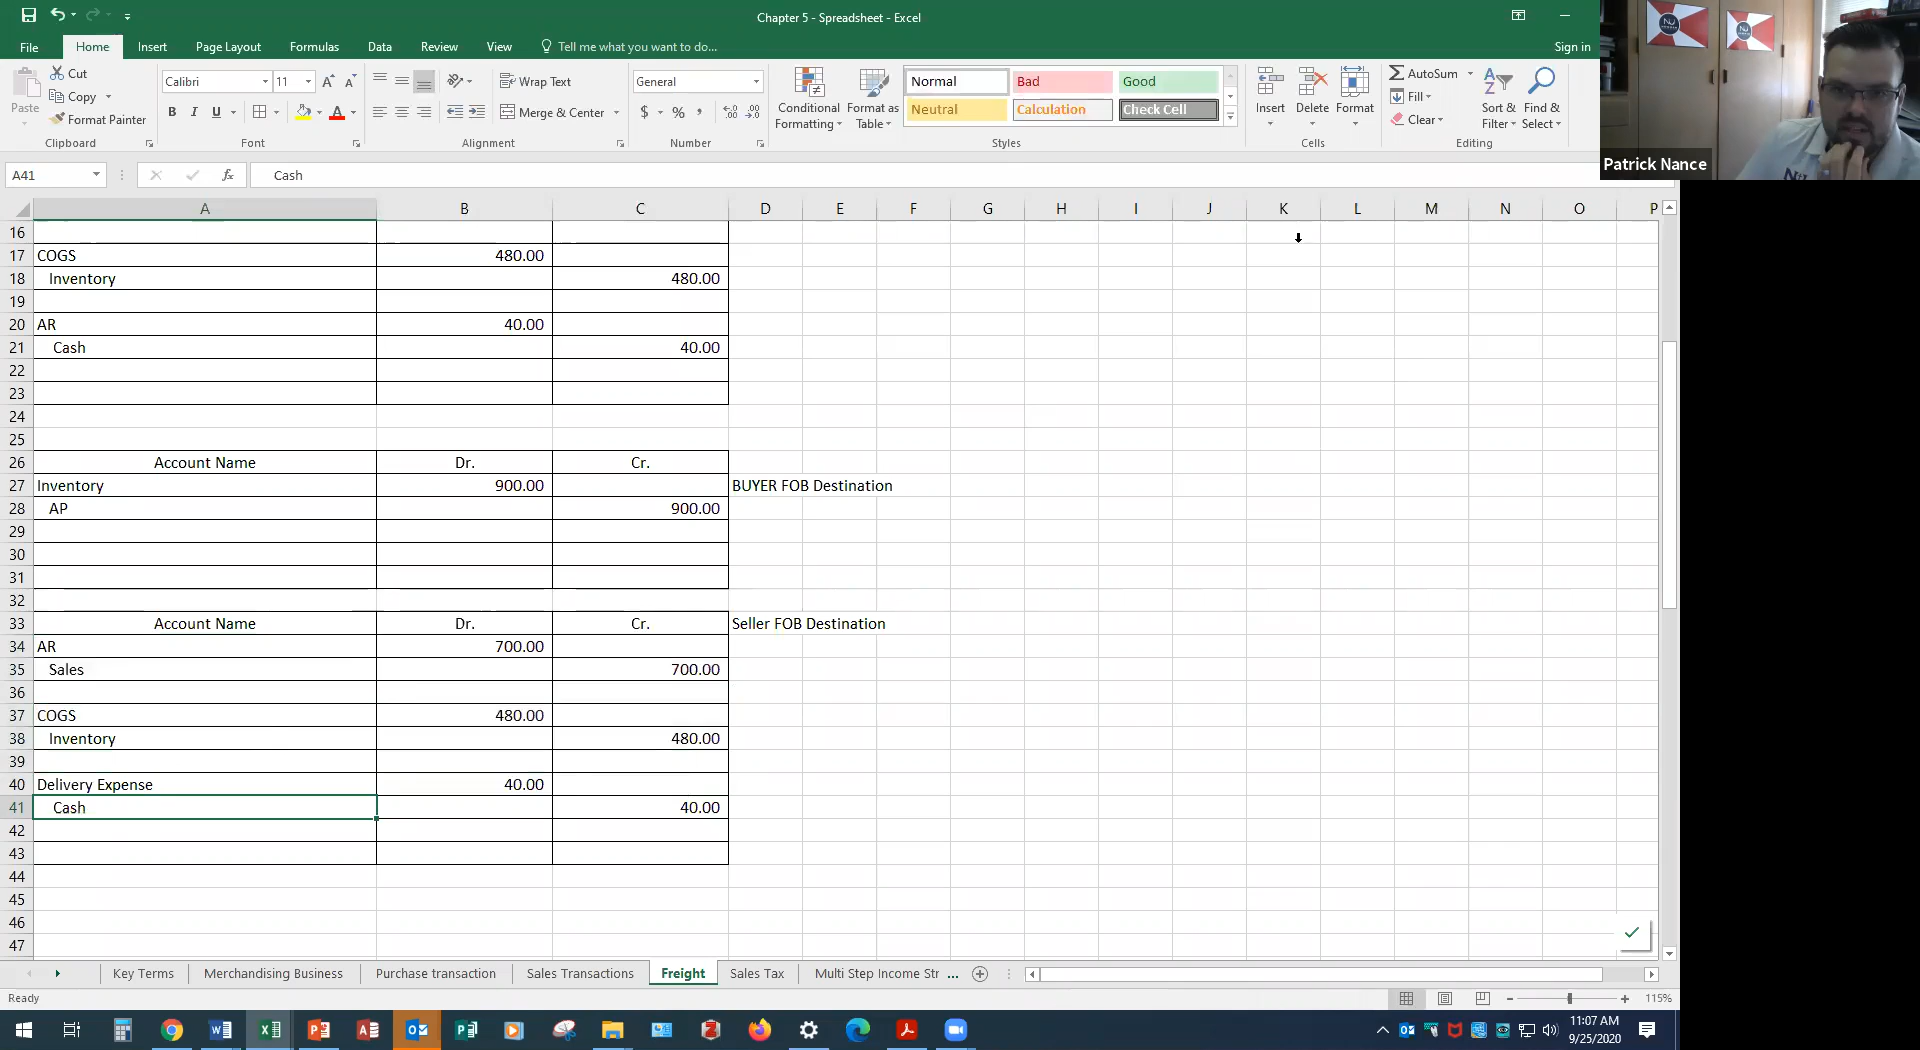 Chapter 5 - Spreadsheet - Excel
File Home Insert Page Layout Formulas Data Review View Tell me what you want to do... Sign in
Paste
Cut
Copy
Format Painter
Clipboard
Calibri 11 A A
B I U A
Font
Wrap Text
Merge & Center
Alignment
General
$ % ,
Number
Conditional Formatting
Format as Table
Normal Bad Good
Neutral Calculation Check Cell
Styles
Insert Delete Format
Cells
AutoSum
Fill
Clear
Sort & Filter
Find & Select
Editing
NU
NU
Patrick Nance
A41 fx Cash
A B C D E F G H I J K L M N O P
16
17 COGS 480.00
18 Inventory 480.00
19
20 AR 40.00
21 Cash 40.00
22
23
24
25
26 Account Name Dr. Cr.
27 Inventory 900.00 BUYER FOB Destination
28 AP 900.00
29
30
31
32
33 Account Name Dr. Cr. Seller FOB Destination
34 AR 700.00
35 Sales 700.00
36
37 COGS 480.00
38 Inventory 480.00
39
40 Delivery Expense 40.00
41 Cash 40.00
42
43
44
45
46
47
Key Terms Merchandising Business Purchase transaction Sales Transactions Freight Sales Tax Multi Step Income Str ...
Ready 115%
11:07 AM
9/25/2020